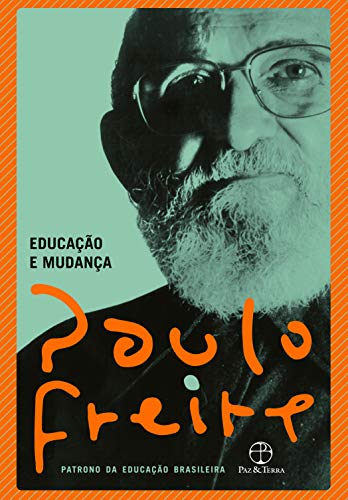 EDUCAÇÃO
E MUDANÇA
Paulo
Freire
PATRONO DA EDUCAÇÃO BRASILEIRA
PAZ & TERRA